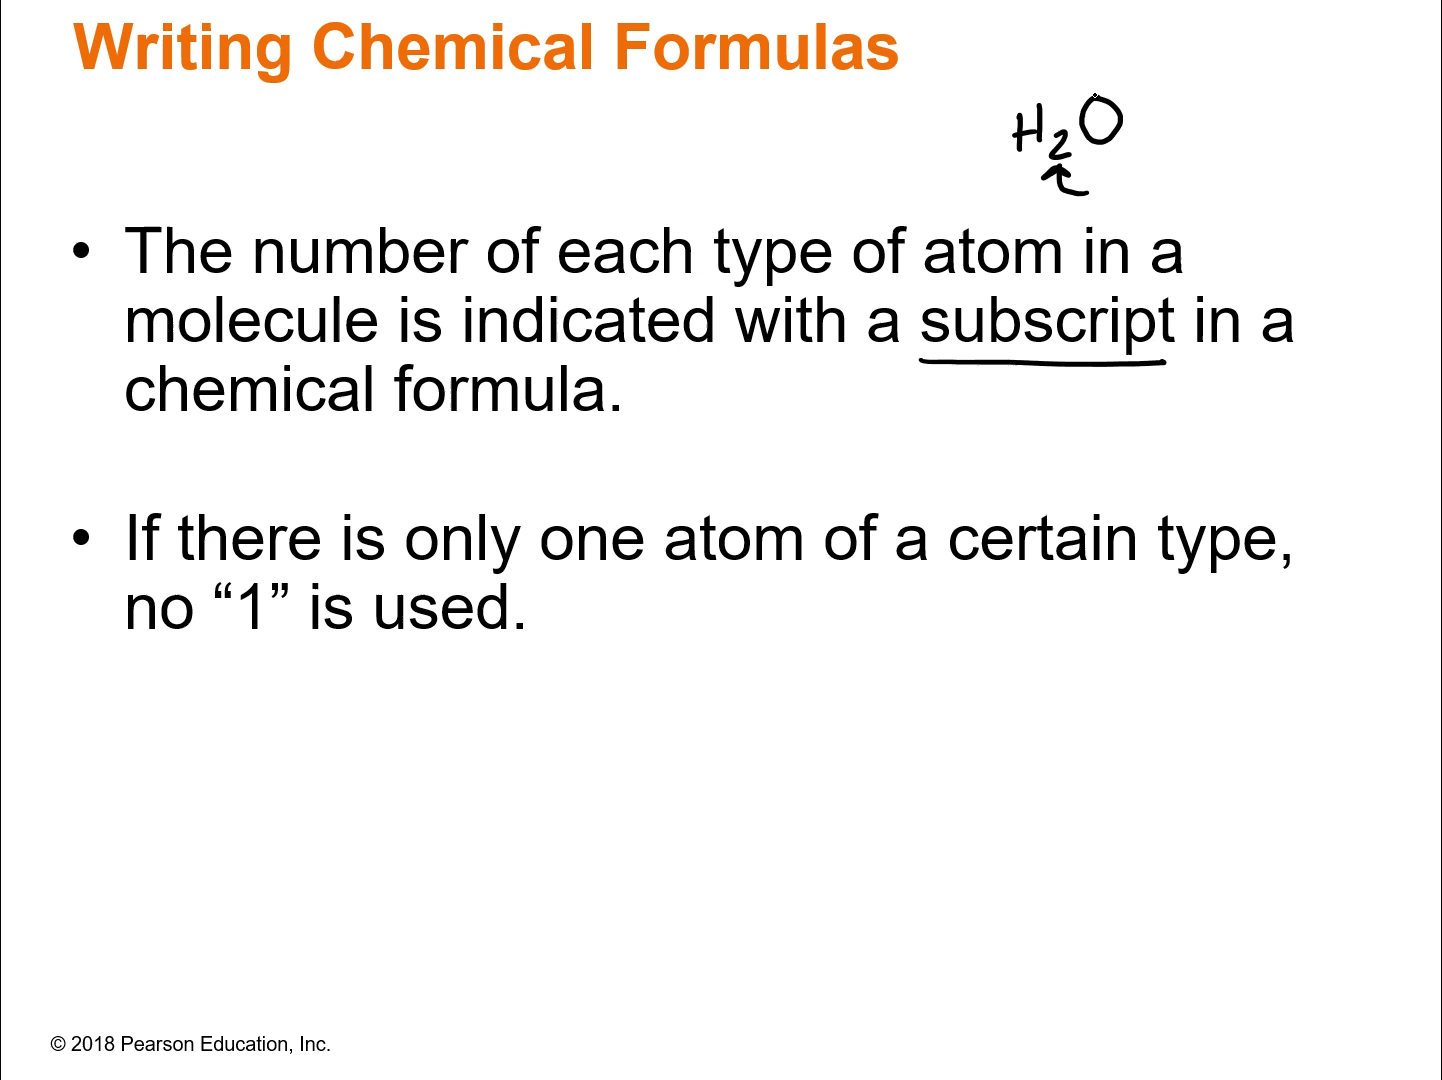 Writing Chemical Formulas
H₂O
• The number of each type of atom in a
molecule is indicated with a subscript in a
chemical formula.
• If there is only one atom of a certain type,
no “1” is used.
© 2018 Pearson Education, Inc.